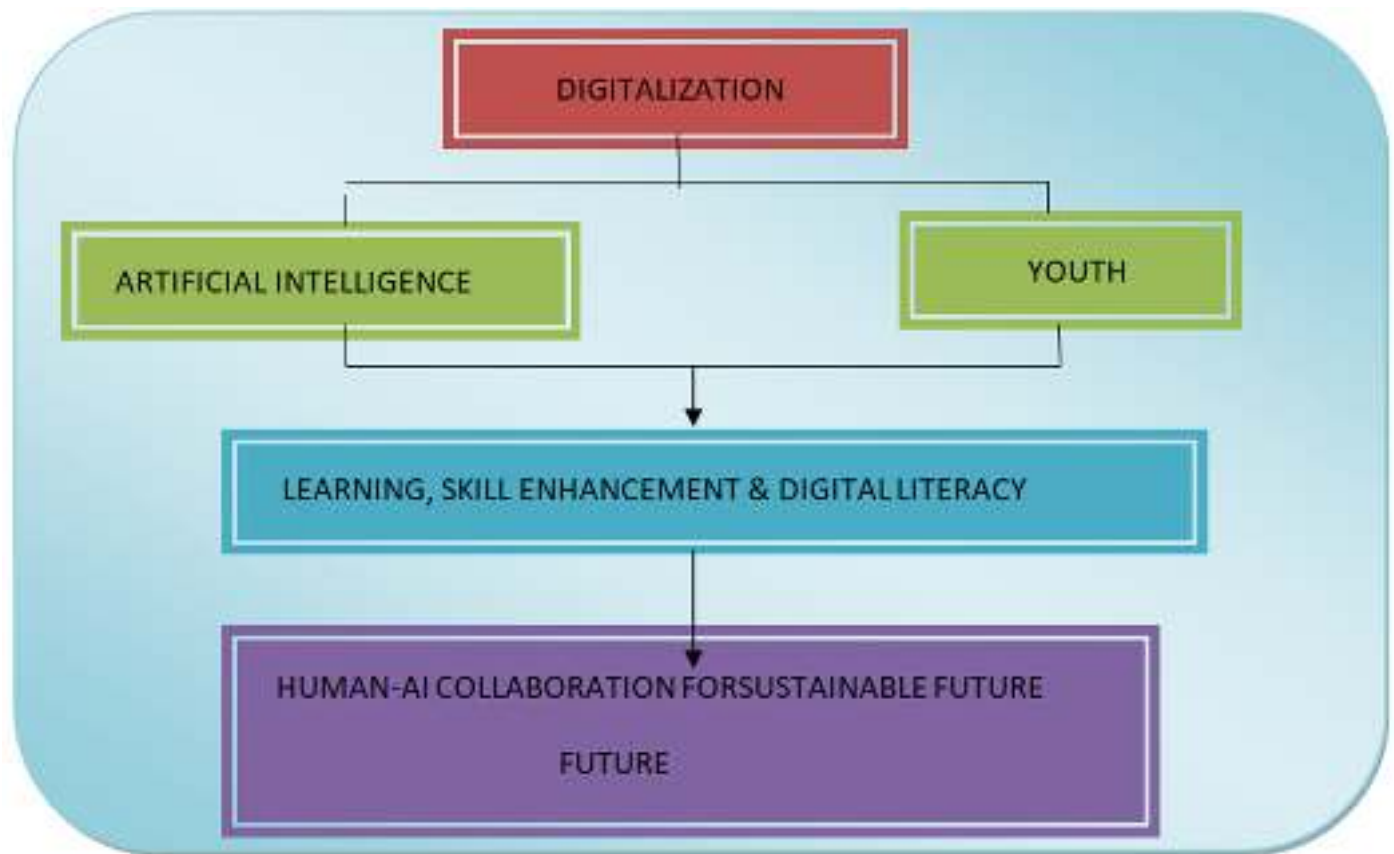 DIGITALIZATION
ARTIFICIAL INTELLIGENCE
YOUTH
LEARNING, SKILL ENHANCEMENT & DIGITAL LITERACY
HUMAN-AI COLLABORATION FORSUSTAINABLE FUTURE
FUTURE